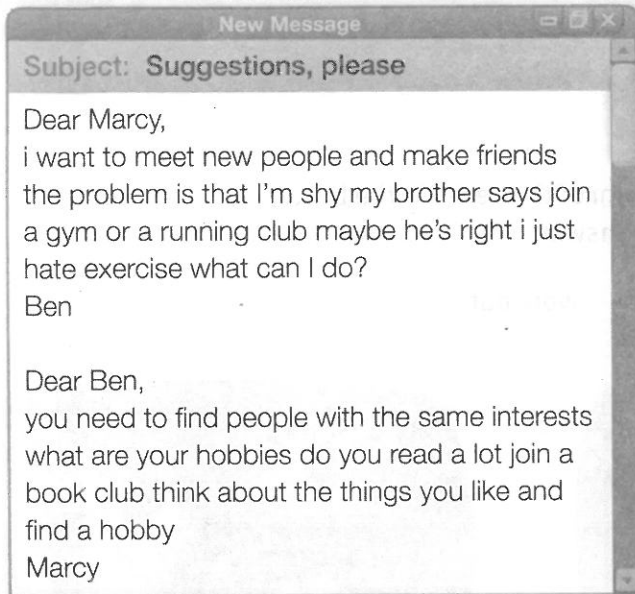 New Message
Subject: Suggestions, please
Dear Marcy,
i want to meet new people and make friends
the problem is that I'm shy my brother says join
a gym or a running club maybe he's right i just
hate exercise what can I do?
Ben
Dear Ben,
you need to find people with the same interests
what are your hobbies do you read a lot join a
book club think about the things you like and
find a hobby
Marcy